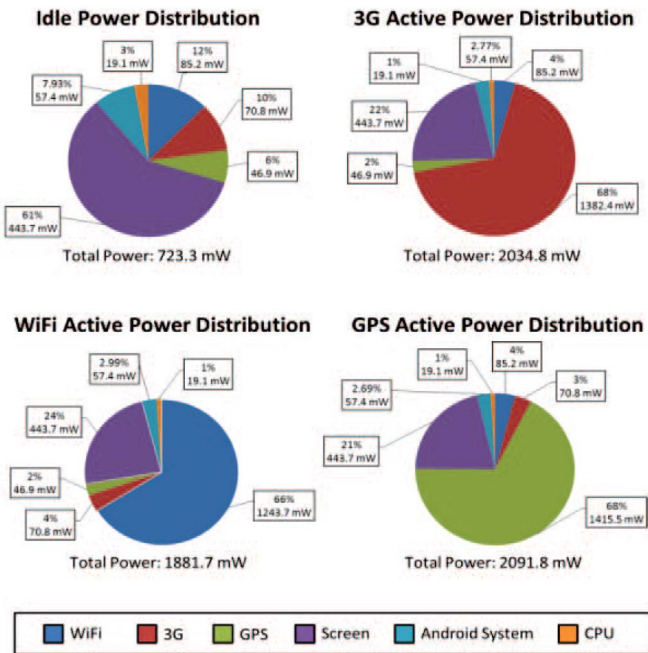 Idle Power Distribution
3%
19.1 mW
12%
85.2 mW
7.93%
57.4 mW
10%
70.8 mW
6%
46.9 mW
61%
443.7 mW
Total Power: 723.3 mW
3G Active Power Distribution
2.77%
57.4 mW
4%
85.2 mW
1%
19.1 mW
22%
443.7 mW
2%
46.9 mW
68%
1382.4 mW
Total Power: 2034.8 mW
WiFi Active Power Distribution
2.99%
57.4 mW
1%
19.1 mW
24%
443.7 mW
2%
46.9 mW
4%
70.8 mW
66%
1243.7 mW
Total Power: 1881.7 mW
GPS Active Power Distribution
1%
19.1 mW
4%
85.2 mW
2.69%
57.4 mW
3%
70.8 mW
21%
443.7 mW
68%
1415.5 mW
Total Power: 2091.8 mW
WiFi 3G GPS Screen Android System CPU